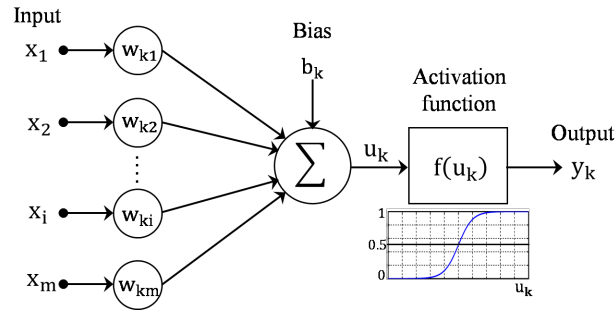 Input
x₁
wₖ₁
x₂
wₖ₂
xᵢ
wₖᵢ
xₘ
wₖₘ
Bias
bₖ
∑
uₖ
Activation
function
f(uₖ)
Output
yₖ
1
0.5
0
uₖ